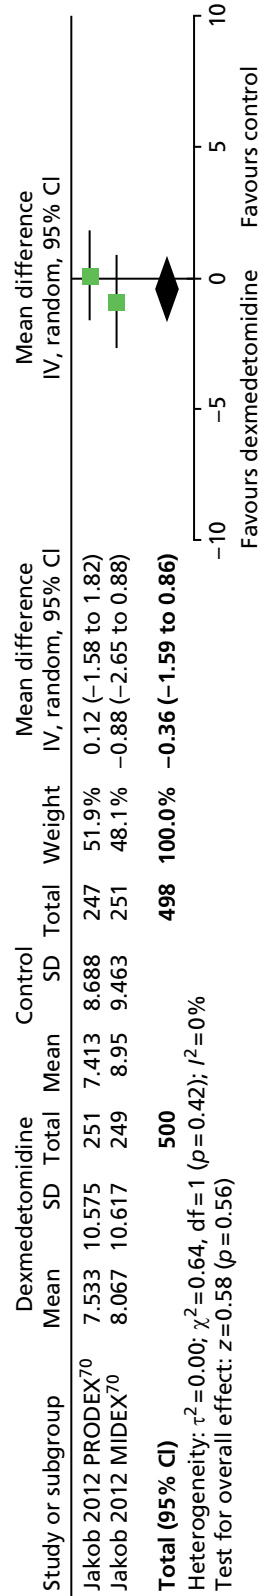 Dexmedetomidine Control Mean difference Mean difference
Study or subgroup Mean SD Total Mean SD Total Weight IV, random, 95% CI IV, random, 95% CI
Jakob 2012 PRODEX70 7.533 10.575 251 7.413 8.688 247 51.9% 0.12 (−1.58 to 1.82)
Jakob 2012 MIDEX70 8.067 10.617 249 8.95 9.463 251 48.1% −0.88 (−2.65 to 0.88)
Total (95% CI) 500 498 100.0% −0.36 (−1.59 to 0.86)
Heterogeneity: τ2=0.00; χ2=0.64, df=1 (p=0.42); I2=0%
Test for overall effect: z=0.58 (p=0.56)
−10 −5 0 5 10
Favours dexmedetomidine Favours control